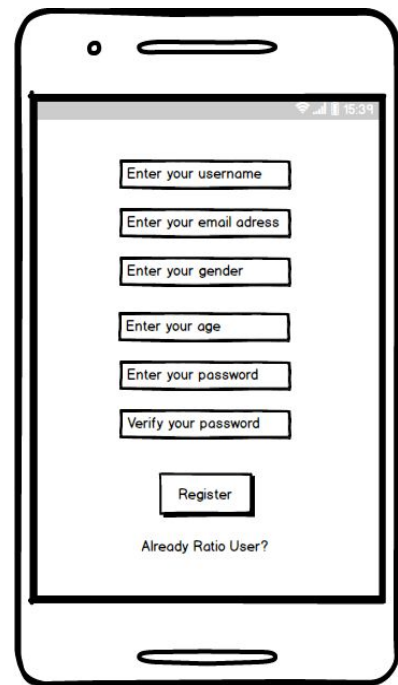 15:39
Enter your username
Enter your email adress
Enter your gender
Enter your age
Enter your password
Verify your password
Register
Already Ratio User?